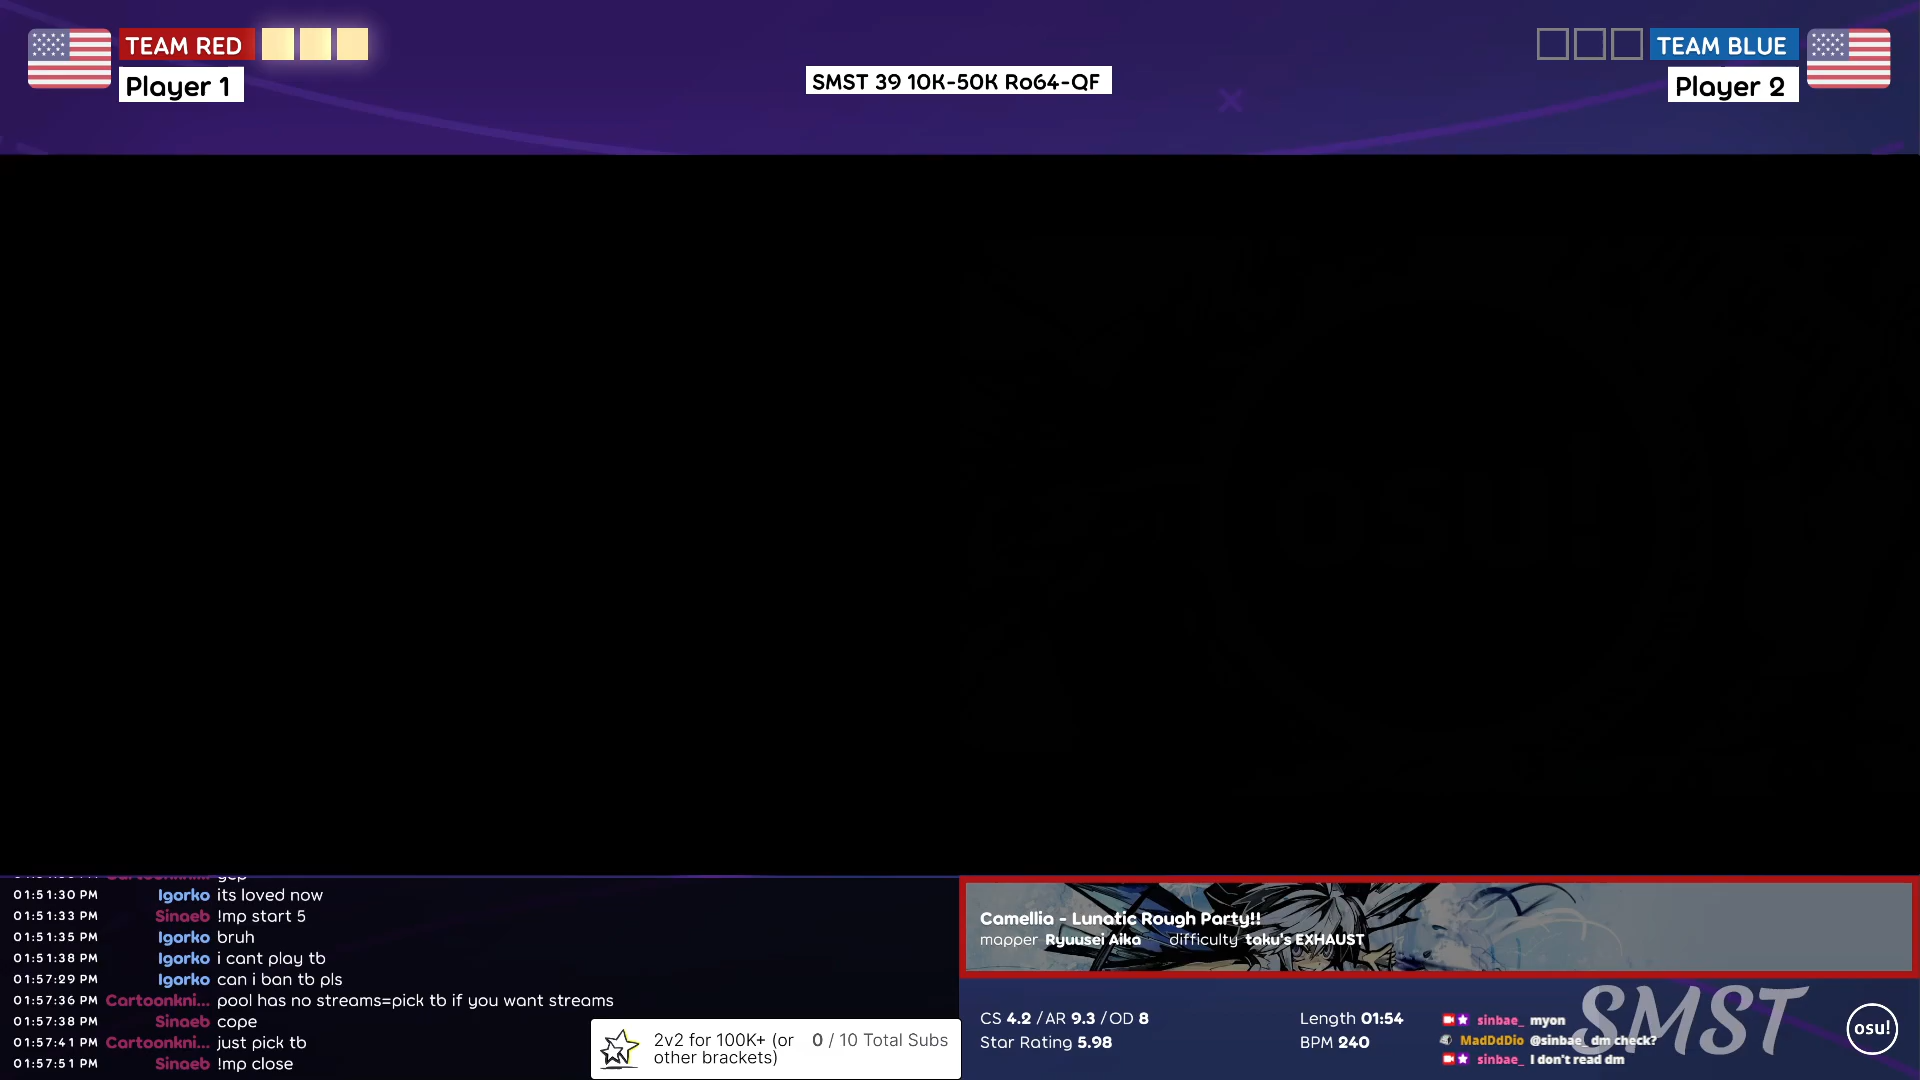 TEAM RED
Player 1
SMST 39 10K-50K Ro64-QF
TEAM BLUE
Player 2
01:51:30 PM Igorko its loved now
01:51:33 PM Sinaeb !mp start 5
01:51:35 PM Igorko bruh
01:51:38 PM Igorko i cant play tb
01:57:29 PM Igorko can i ban tb pls
01:57:36 PM Cartoonkni... pool has no streams=pick tb if you want streams
01:57:38 PM Sinaeb cope
01:57:41 PM Cartoonkni... just pick tb
01:57:51 PM Sinaeb !mp close
2v2 for 100K+ (or other brackets)
0 / 10 Total Subs
Camellia - Lunatic Rough Party!!
mapper Ryuusei Aika difficulty taku's EXHAUST
CS 4.2 / AR 9.3 / OD 8
Star Rating 5.98
Length 01:54
BPM 240
sinbae_ myon
MadDdDio @sinbae_ dm check?
sinbae_ I don't read dm
SMST
osu!